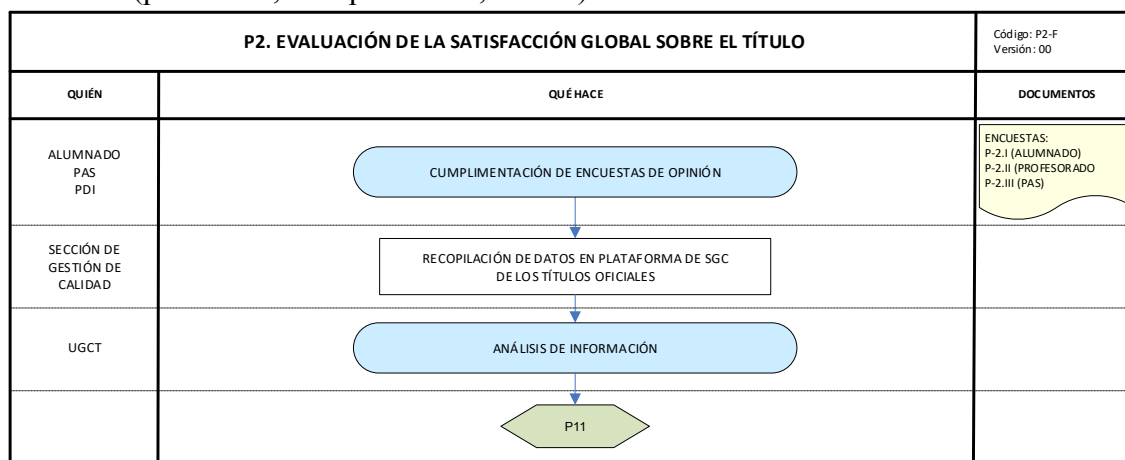 P2. EVALUACIÓN DE LA SATISFACCIÓN GLOBAL SOBRE EL TÍTULO
Código: P2-F
Versión: 00
QUIÉN
QUÉ HACE
DOCUMENTOS
ALUMNADO
PAS
PDI
CUMPLIMENTACIÓN DE ENCUESTAS DE OPINIÓN
ENCUESTAS:
P-2.I (ALUMNADO)
P-2.II (PROFESORADO
P-2.III (PAS)
SECCIÓN DE
GESTIÓN DE
CALIDAD
RECOPILACIÓN DE DATOS EN PLATAFORMA DE SGC
DE LOS TÍTULOS OFICIALES
UGCT
ANÁLISIS DE INFORMACIÓN
P11